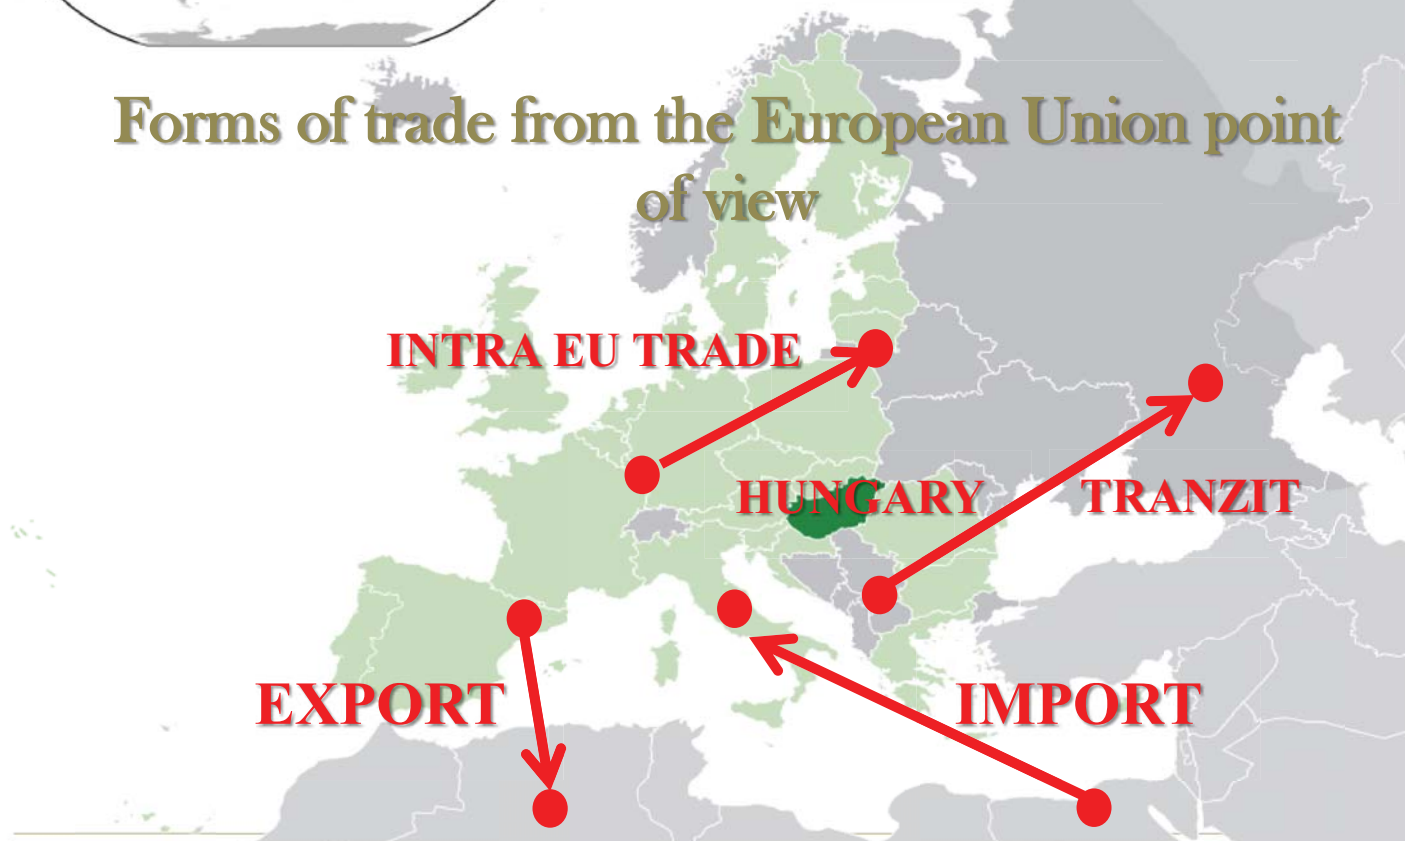 Forms of trade from the European Union point
of view
INTRA EU TRADE
HUNGARY
TRANZIT
EXPORT
IMPORT